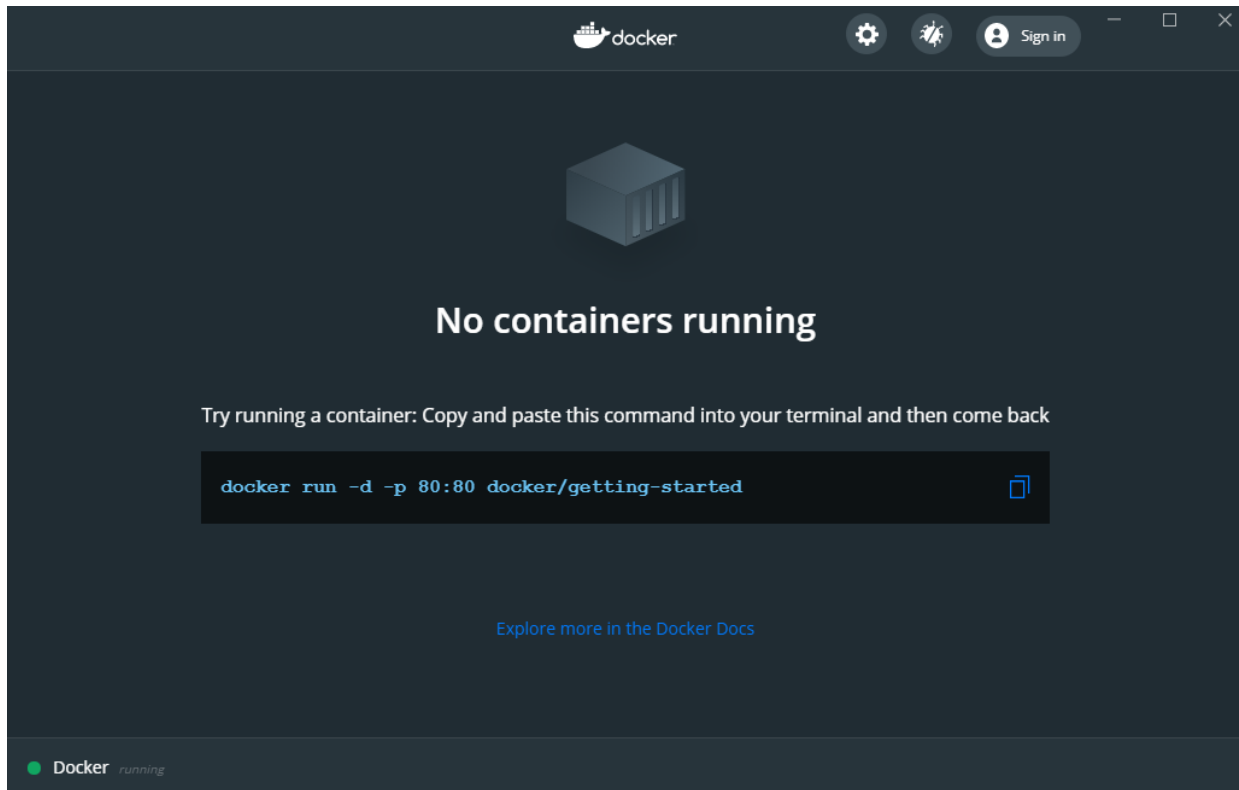 docker
Sign in
No containers running
Try running a container: Copy and paste this command into your terminal and then come back
docker run -d -p 80:80 docker/getting-started
Explore more in the Docker Docs
Docker running